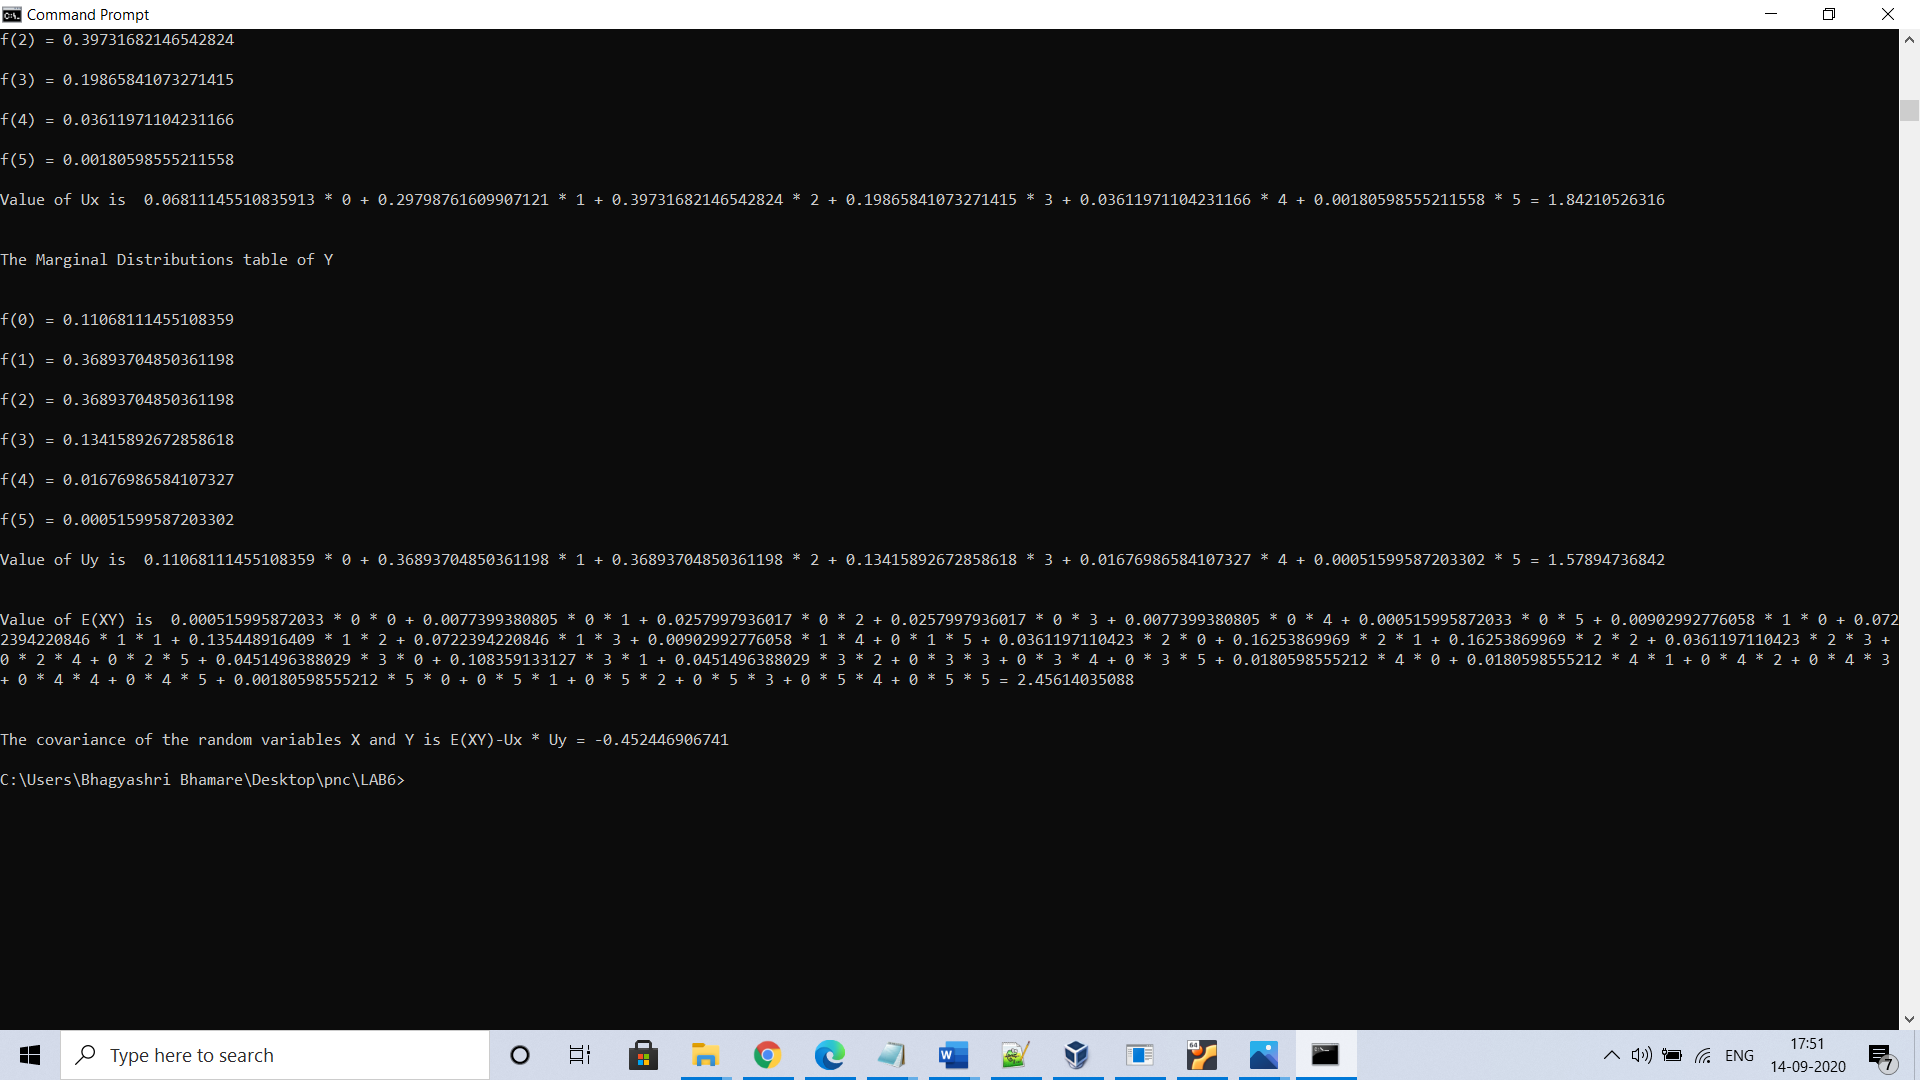 Command Prompt
f(2) = 0.39731682146542824
f(3) = 0.19865841073271415
f(4) = 0.03611971104231166
f(5) = 0.00180598555211558
Value of Ux is  0.06811145510835913 * 0 + 0.29798761609907121 * 1 + 0.39731682146542824 * 2 + 0.19865841073271415 * 3 + 0.03611971104231166 * 4 + 0.00180598555211558 * 5 = 1.84210526316
The Marginal Distributions table of Y
f(0) = 0.11068111455108359
f(1) = 0.36893704850361198
f(2) = 0.36893704850361198
f(3) = 0.13415892672858618
f(4) = 0.01676986584107327
f(5) = 0.00051599587203302
Value of Uy is  0.11068111455108359 * 0 + 0.36893704850361198 * 1 + 0.36893704850361198 * 2 + 0.13415892672858618 * 3 + 0.01676986584107327 * 4 + 0.00051599587203302 * 5 = 1.57894736842
Value of E(XY) is  0.000515995872033 * 0 * 0 + 0.0077399380805 * 0 * 1 + 0.0257997936017 * 0 * 2 + 0.0257997936017 * 0 * 3 + 0.0077399380805 * 0 * 4 + 0.000515995872033 * 0 * 5 + 0.00902992776058 * 1 * 0 + 0.072
2394220846 * 1 * 1 + 0.135448916409 * 1 * 2 + 0.0722394220846 * 1 * 3 + 0.00902992776058 * 1 * 4 + 0 * 1 * 5 + 0.0361197110423 * 2 * 0 + 0.16253869969 * 2 * 1 + 0.16253869969 * 2 * 2 + 0.0361197110423 * 2 * 3 +
0 * 2 * 4 + 0 * 2 * 5 + 0.0451496388029 * 3 * 0 + 0.108359133127 * 3 * 1 + 0.0451496388029 * 3 * 2 + 0 * 3 * 3 + 0 * 3 * 4 + 0 * 3 * 5 + 0.0180598555212 * 4 * 0 + 0.0180598555212 * 4 * 1 + 0 * 4 * 2 + 0 * 4 * 3
+ 0 * 4 * 4 + 0 * 4 * 5 + 0.00180598555212 * 5 * 0 + 0 * 5 * 1 + 0 * 5 * 2 + 0 * 5 * 3 + 0 * 5 * 4 + 0 * 5 * 5 = 2.45614035088
The covariance of the random variables X and Y is E(XY)-Ux * Uy = -0.452446906741
C:\Users\Bhagyashri Bhamare\Desktop\pnc\LAB6>
Type here to search
ENG
17:51
14-09-2020
7